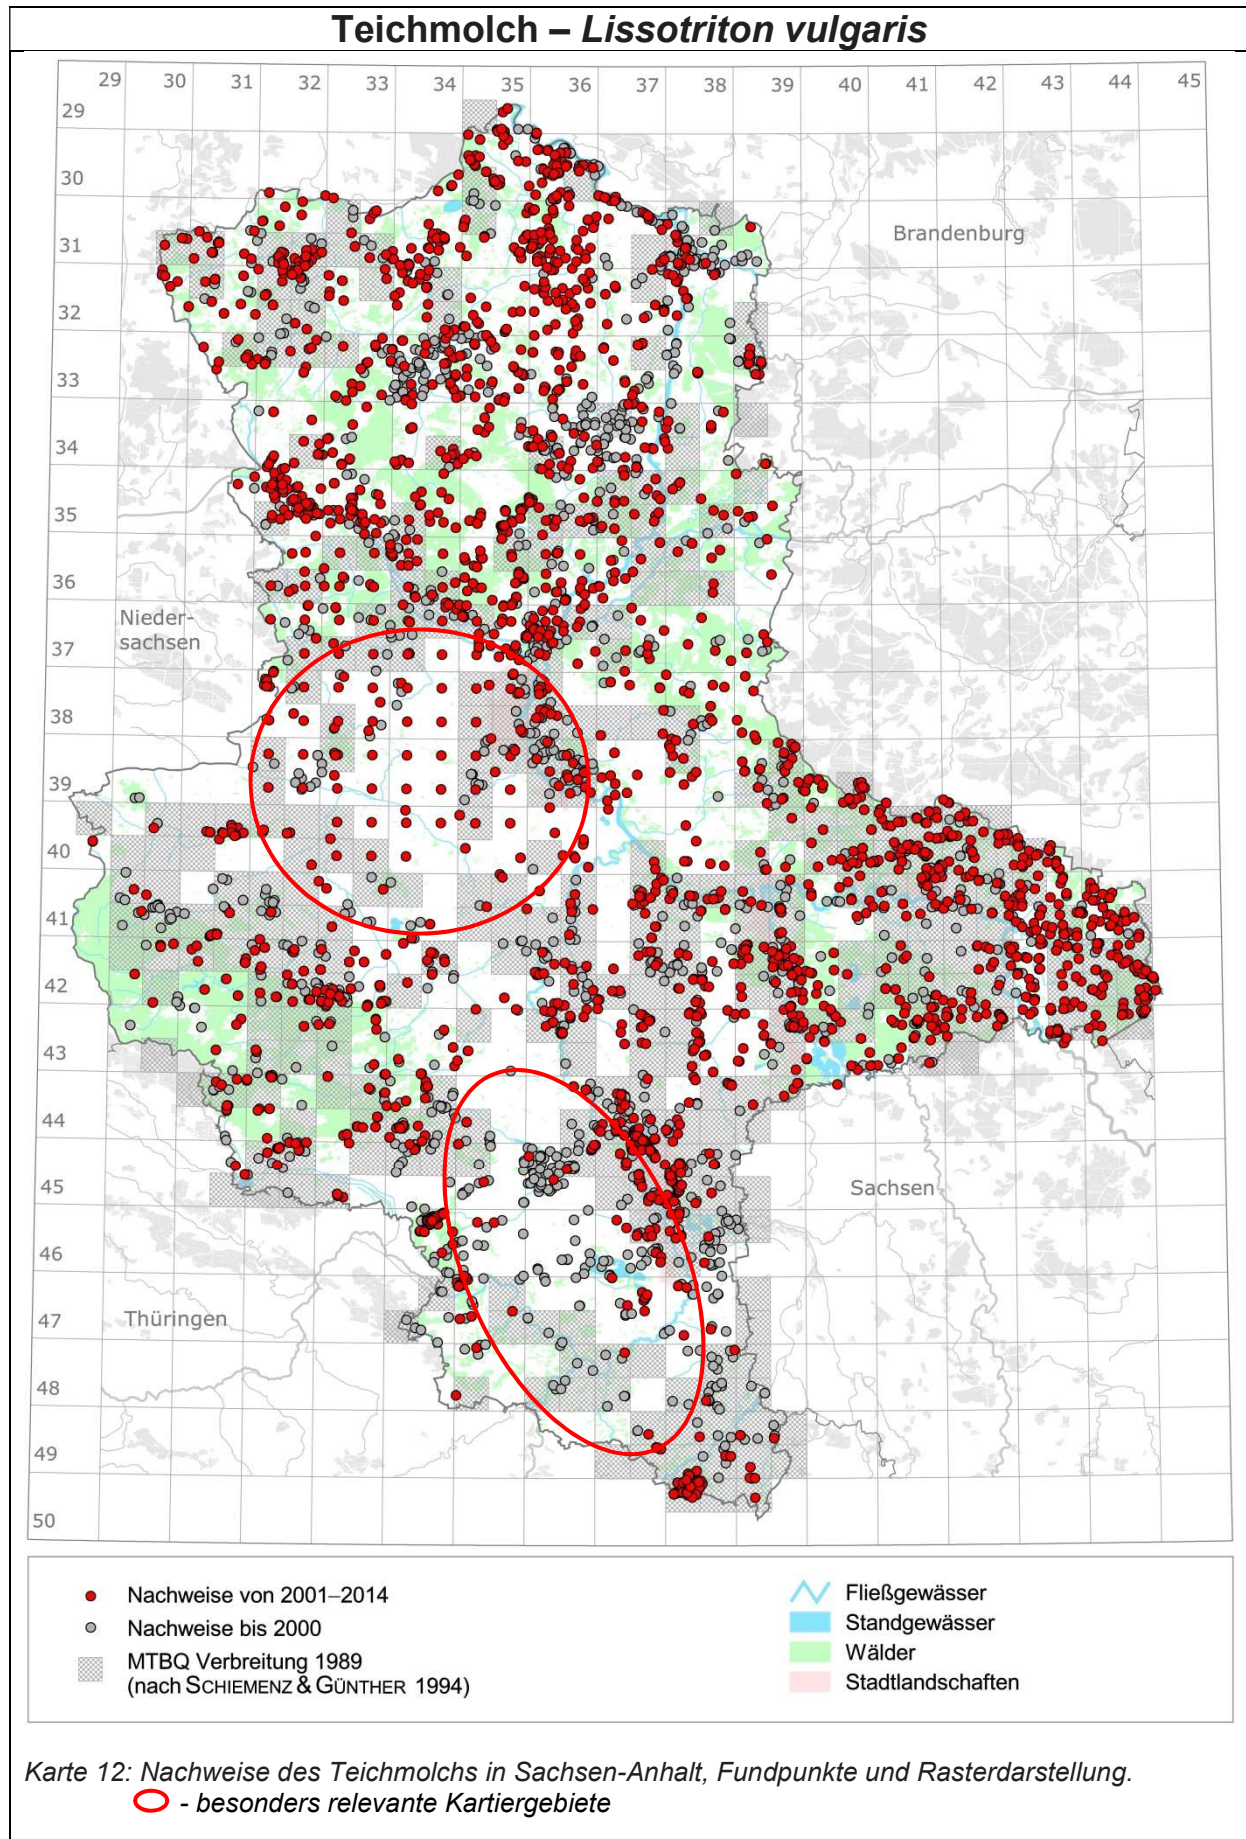 Teichmolch – Lissotriton vulgaris
29 30 31 32 33 34 35 36 37 38 39 40 41 42 43 44 45
29
30
Brandenburg
31
32
33
34
35
36
Nieder-
sachsen
37
38
39
40
41
42
43
44
45
Sachsen
46
Thüringen
47
48
49
50
Nachweise von 2001–2014
Nachweise bis 2000
MTBQ Verbreitung 1989
(nach SCHIEMENZ & GÜNTHER 1994)
Fließgewässer
Standgewässer
Wälder
Stadtlandschaften
Karte 12: Nachweise des Teichmolchs in Sachsen-Anhalt, Fundpunkte und Rasterdarstellung.
- besonders relevante Kartiergebiete